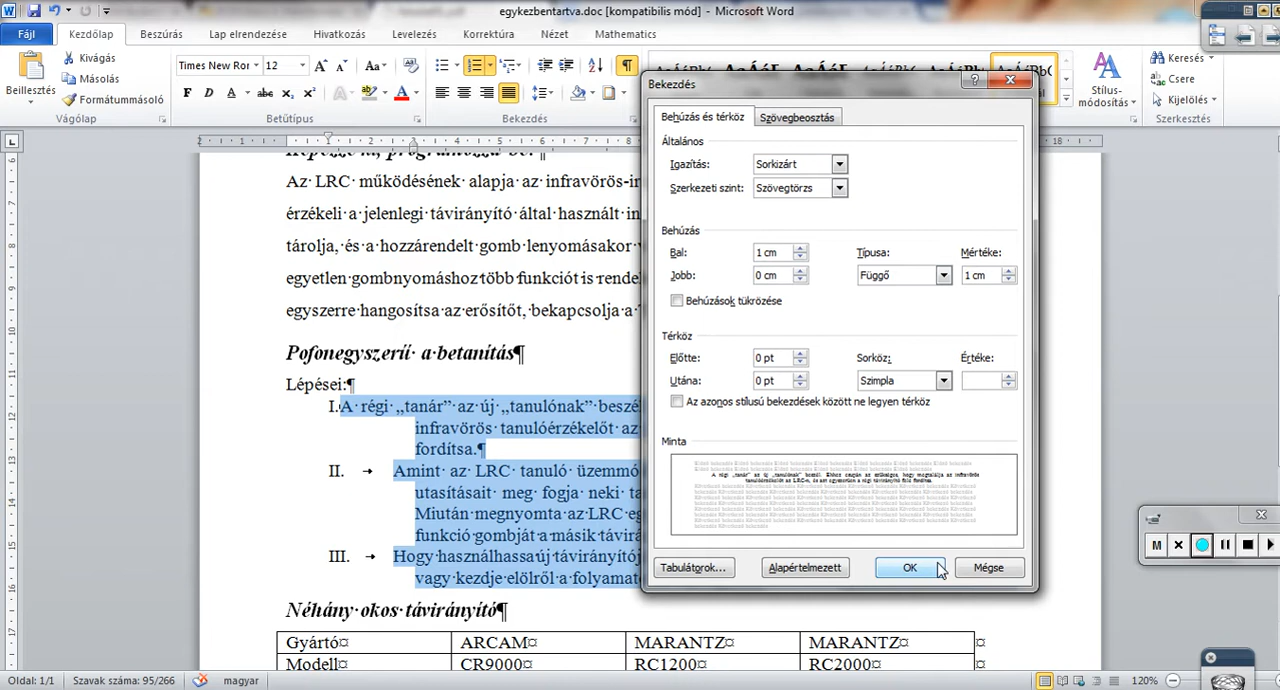 egykezbentartva.doc [kompatibilis mód] - Microsoft Word
Fájl Kezdőlap Beszúrás Lap elrendezése Hivatkozás Levelezés Korrektúra Nézet Mathematics
Beillesztés
Kivágás
Másolás
Formátummásoló
Vágólap
Times New Ror 12
Betűtípus
Bekezdés
Stílus-
módosítás
Keresés
Csere
Kijelölés
Szerkesztés
Az LRC működésének alapja az infravörös-in
érzékeli a jelenlegi távirányító által használt in
tárolja, és a hozzárendelt gomb lenyomásakor v
egyetlen gombnyomáshoz több funkciót is rendel
egyszerre hangosítsa az erősítőt, bekapcsolja a
Pofonegyszerű a betanítás¶
Lépései:¶
I. A régi „tanár” az új „tanulónak” beszé
infravörös tanulóérzékelőt az
fordítsa.¶
II. Amint az LRC tanuló üzemmó
utasításait meg fogja neki ta
Miután megnyomta az LRC eg
funkció gombját a másik távirá
III. Hogy használhassa új távirányítój
vagy kezdje elölről a folyamato
Néhány okos távirányító¶
Gyártó¤ ARCAM¤ MARANTZ¤ MARANTZ¤ ¤
Modell¤ CR9000¤ RC1200¤ RC2000¤
Bekezdés
Behúzás és térköz Szövegbeosztás
Általános
Igazítás: Sorkizárt
Szerkezeti szint: Szövegtörzs
Behúzás
Bal: 1 cm Típusa: Mértéke:
Jobb: 0 cm Függő 1 cm
Behúzások tükrözése
Térköz
Előtte: 0 pt Sorköz: Értéke:
Utána: 0 pt Szimpla
Az azonos stílusú bekezdések között ne legyen térköz
Minta
Tabulátorok... Alapértelmezett OK Mégse
Oldal: 1/1 Szavak száma: 95/266 magyar 120%